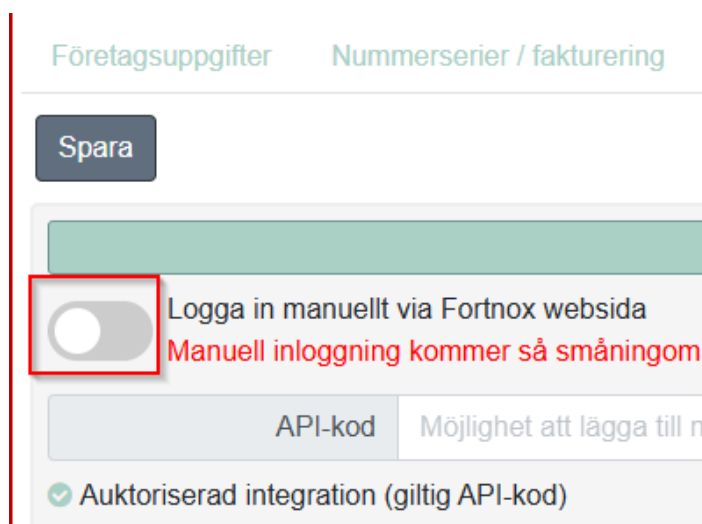 Företagsuppgifter Nummerserier / fakturering
Spara
Logga in manuellt via Fortnox websida
Manuell inloggning kommer så småningom
API-kod Möjlighet att lägga till
Auktoriserad integration (giltig API-kod)